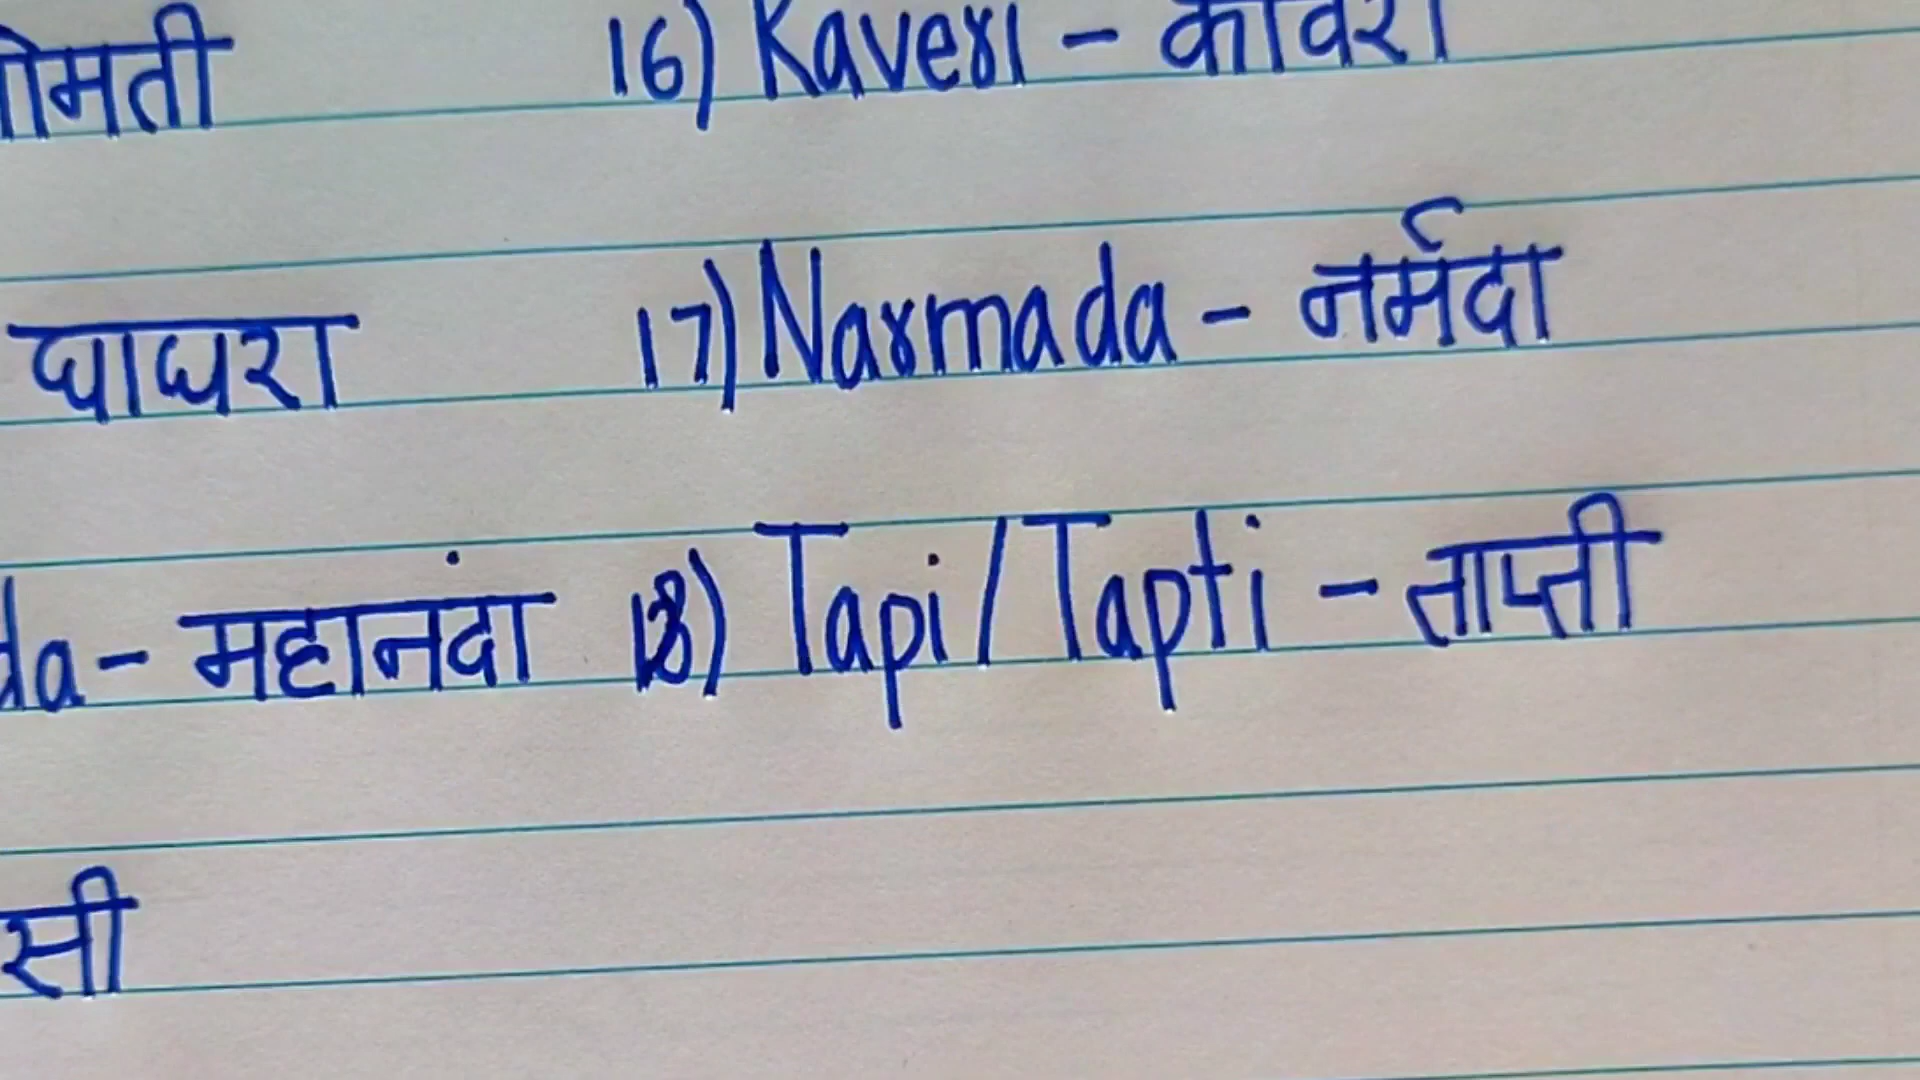 ोमती 16) Kaveri - कावेरी
घाघरा 17) Narmada - नर्मदा
da - महानंदा 18) Tapi / Tapti - ताप्ती
सी